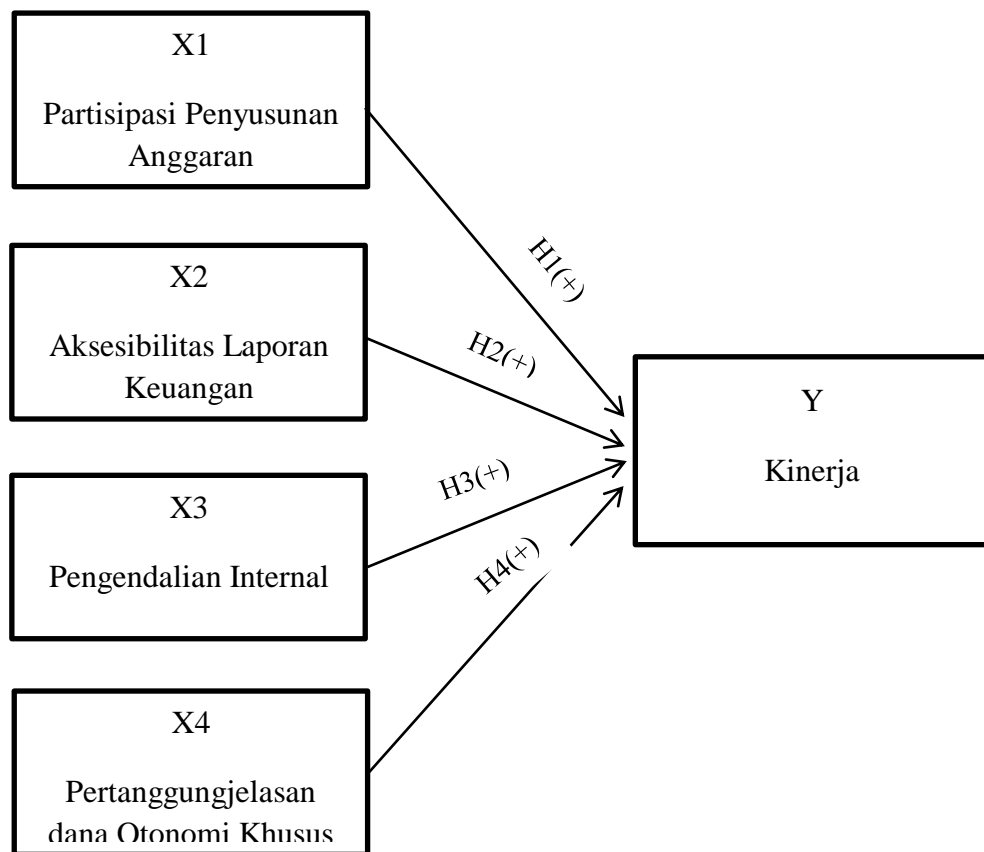 X1
Partisipasi Penyusunan
Anggaran
H1(+)
X2
Aksesibilitas Laporan
Keuangan
H2(+)
Y
Kinerja
X3
Pengendalian Internal
H3(+)
H4(+)
X4
Pertanggungjelasan
dana Otonomi Khusus